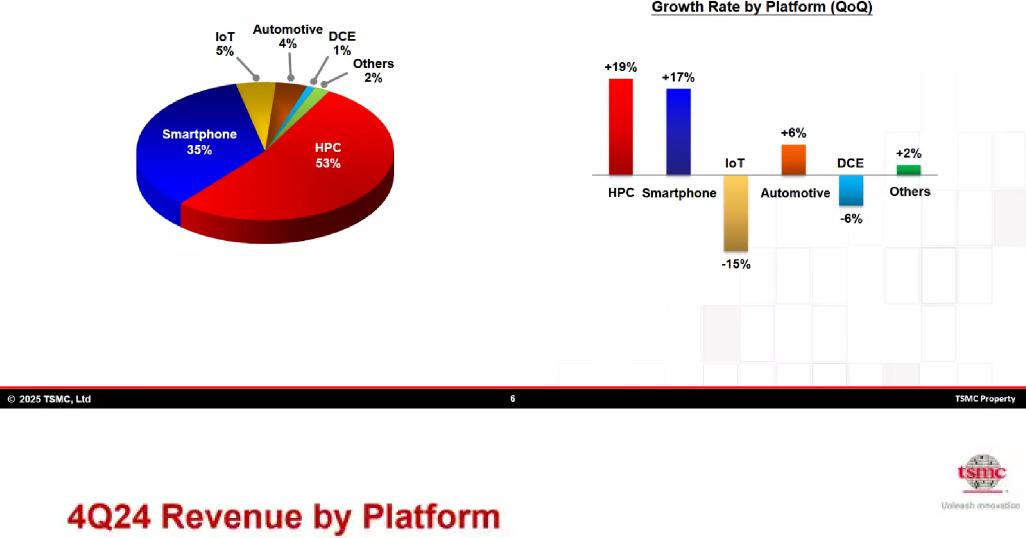 Growth Rate by Platform (QoQ)
IoT
5%
Automotive
4%
DCE
1%
Others
2%
Smartphone
35%
HPC
53%
+19%
+17%
IoT
+6%
DCE
+2%
HPC
Smartphone
Automotive
Others
-6%
-15%
© 2025 TSMC, Ltd
6
TSMC Property
tsmc
Unleash Innovation
4Q24 Revenue by Platform